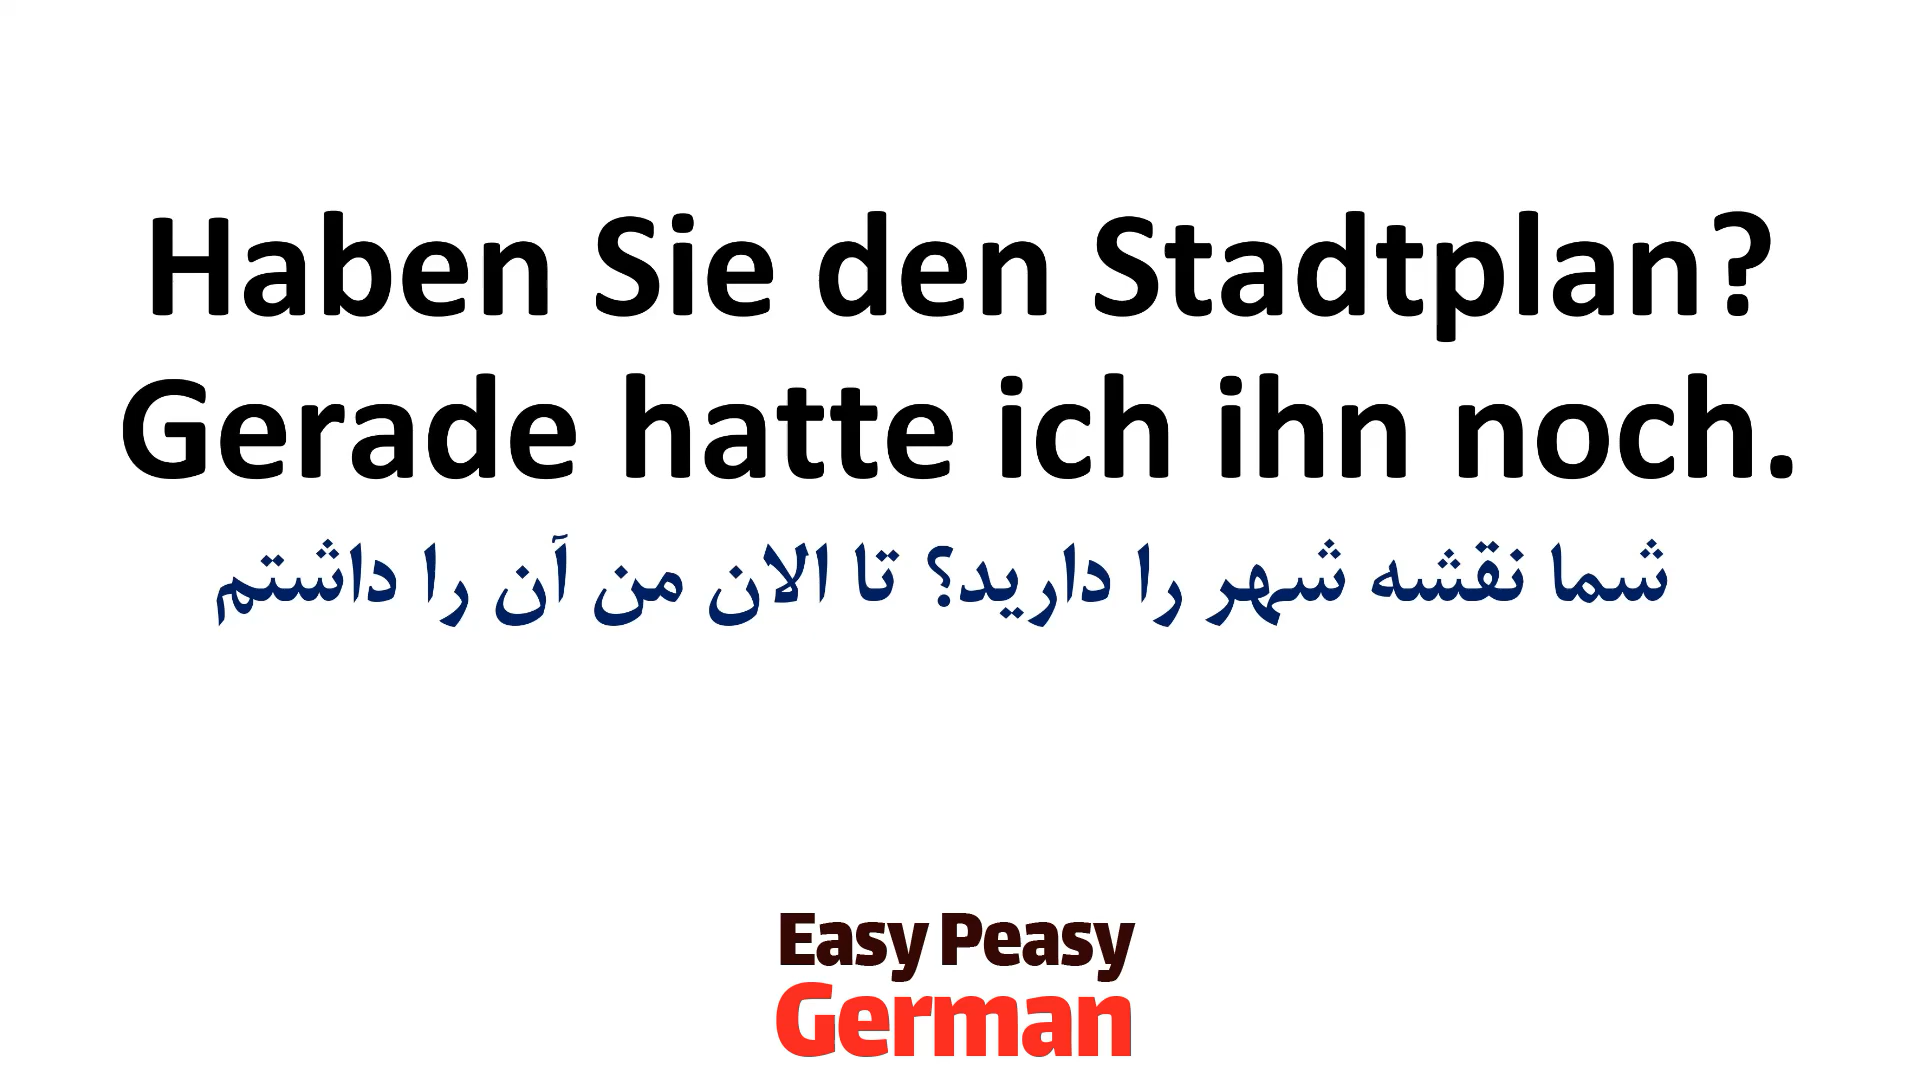 Haben Sie den Stadtplan?
Gerade hatte ich ihn noch.
شما نقشه شهر را دارید؟ تا الان من آن را داشتم
Easy Peasy
German